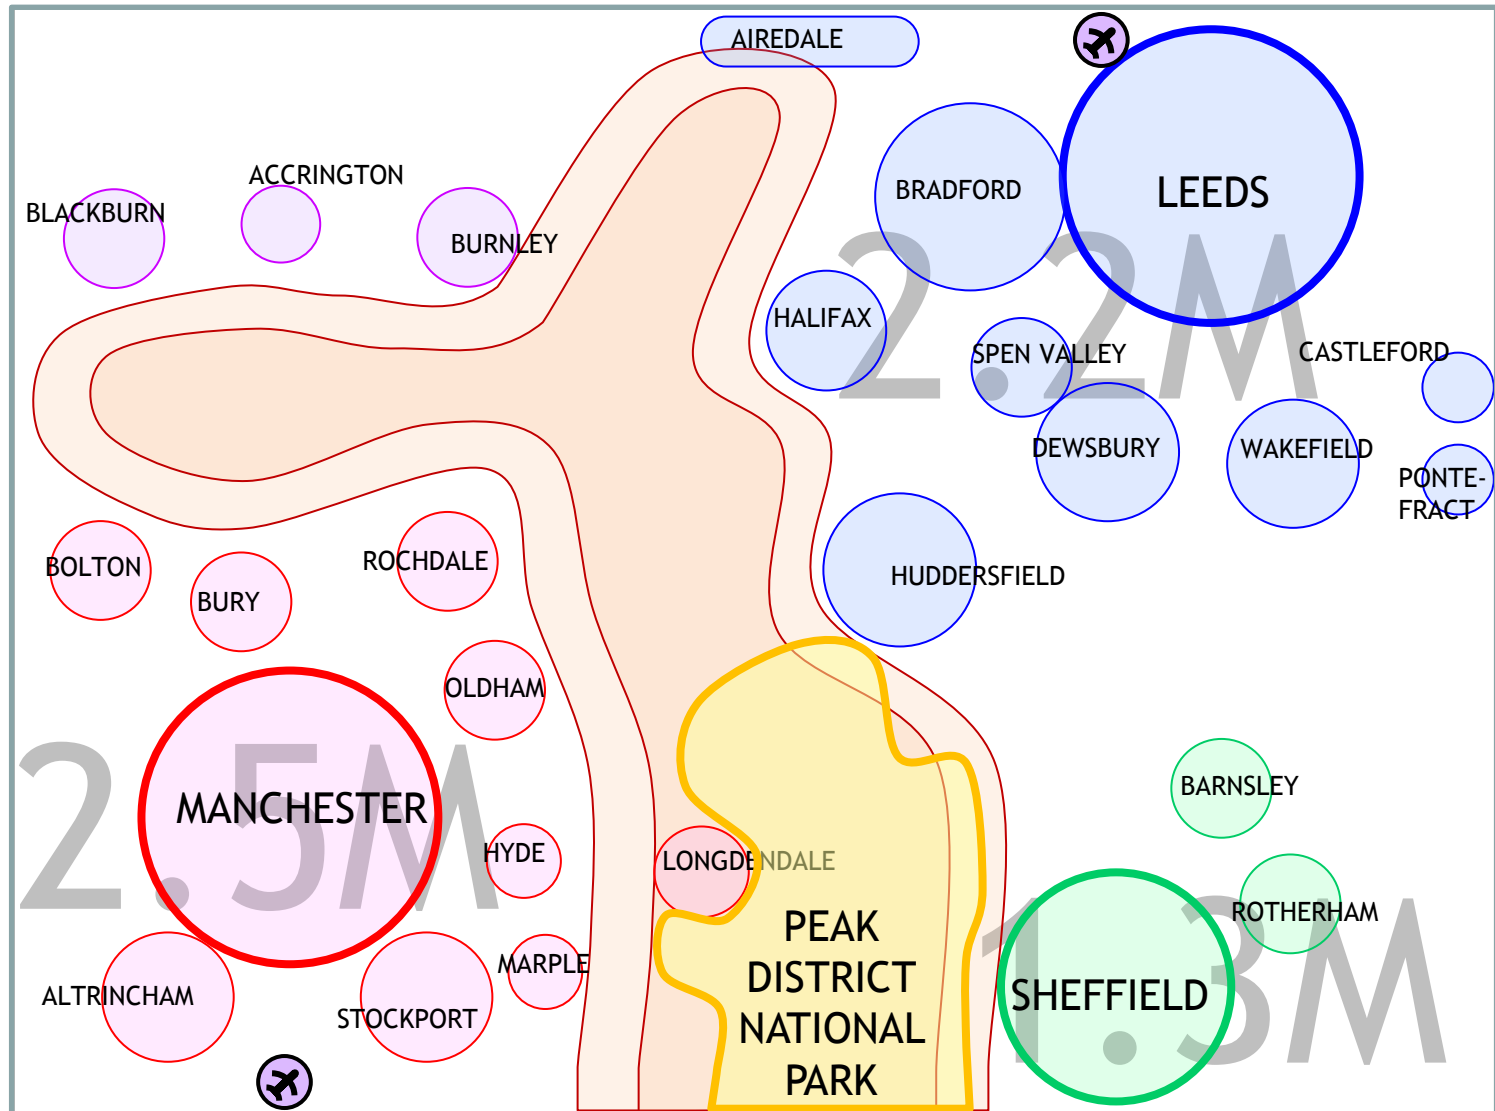 AIREDALE
ACCRINGTON
BLACKBURN
BURNLEY
BRADFORD
LEEDS
HALIFAX
2.2M
SPEN VALLEY
CASTLEFORD
DEWSBURY
WAKEFIELD
PONTE-
FRACT
BOLTON
BURY
ROCHDALE
HUDDERSFIELD
OLDHAM
MANCHESTER
2.5M
HYDE
LONGDENDALE
BARNSLEY
ROTHERHAM
PEAK
DISTRICT
NATIONAL
PARK
MARPLE
ALTRINCHAM
STOCKPORT
SHEFFIELD
1.3M